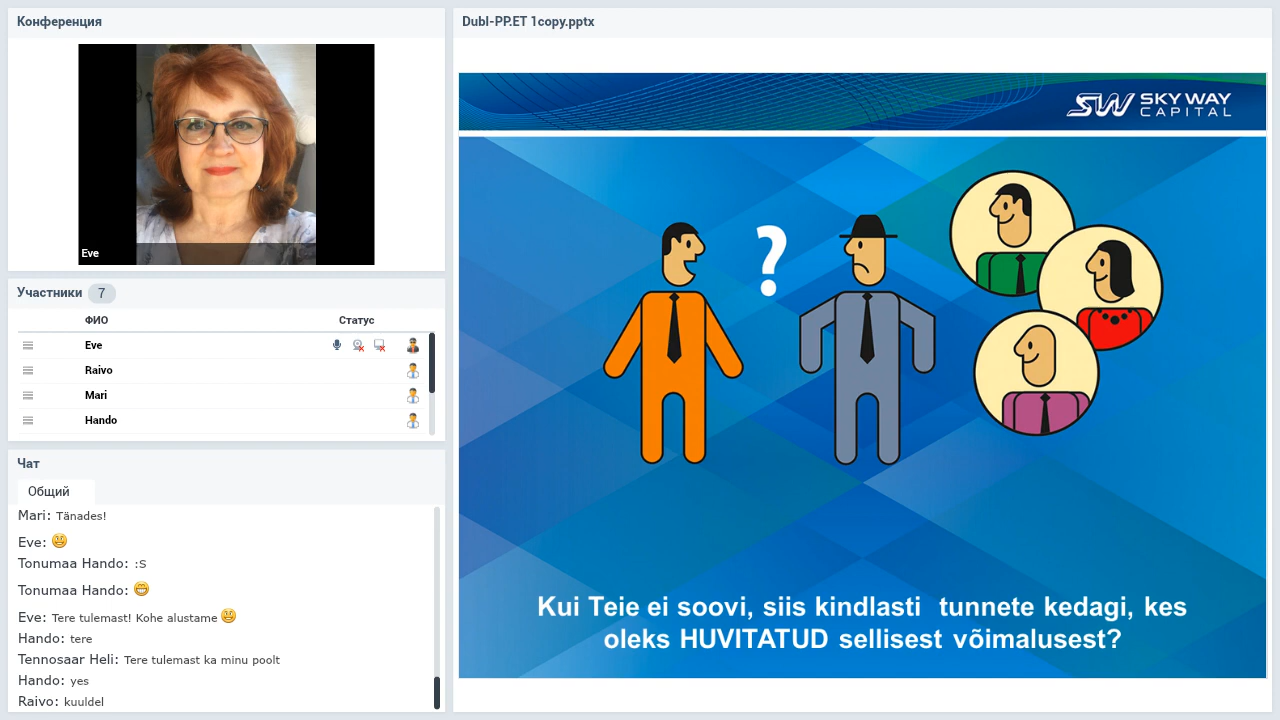 Конференция
Eve
Участники 7
ФИО Статус
Eve
Raivo
Mari
Hando
Чат
Общий
Mari: Tänades!
Eve:
Tonumaa Hando: :S
Tonumaa Hando:
Eve: Tere tulemast! Kohe alustame
Hando: tere
Tennosaar Heli: Tere tulemast ka minu poolt
Hando: yes
Raivo: kuuldel
Dubl-PP.ET 1copy.pptx
SW SKY WAY
CAPITAL
?
Kui Teie ei soovi, siis kindlasti tunnete kedagi, kes
oleks HUVITATUD sellisest võimalusest?